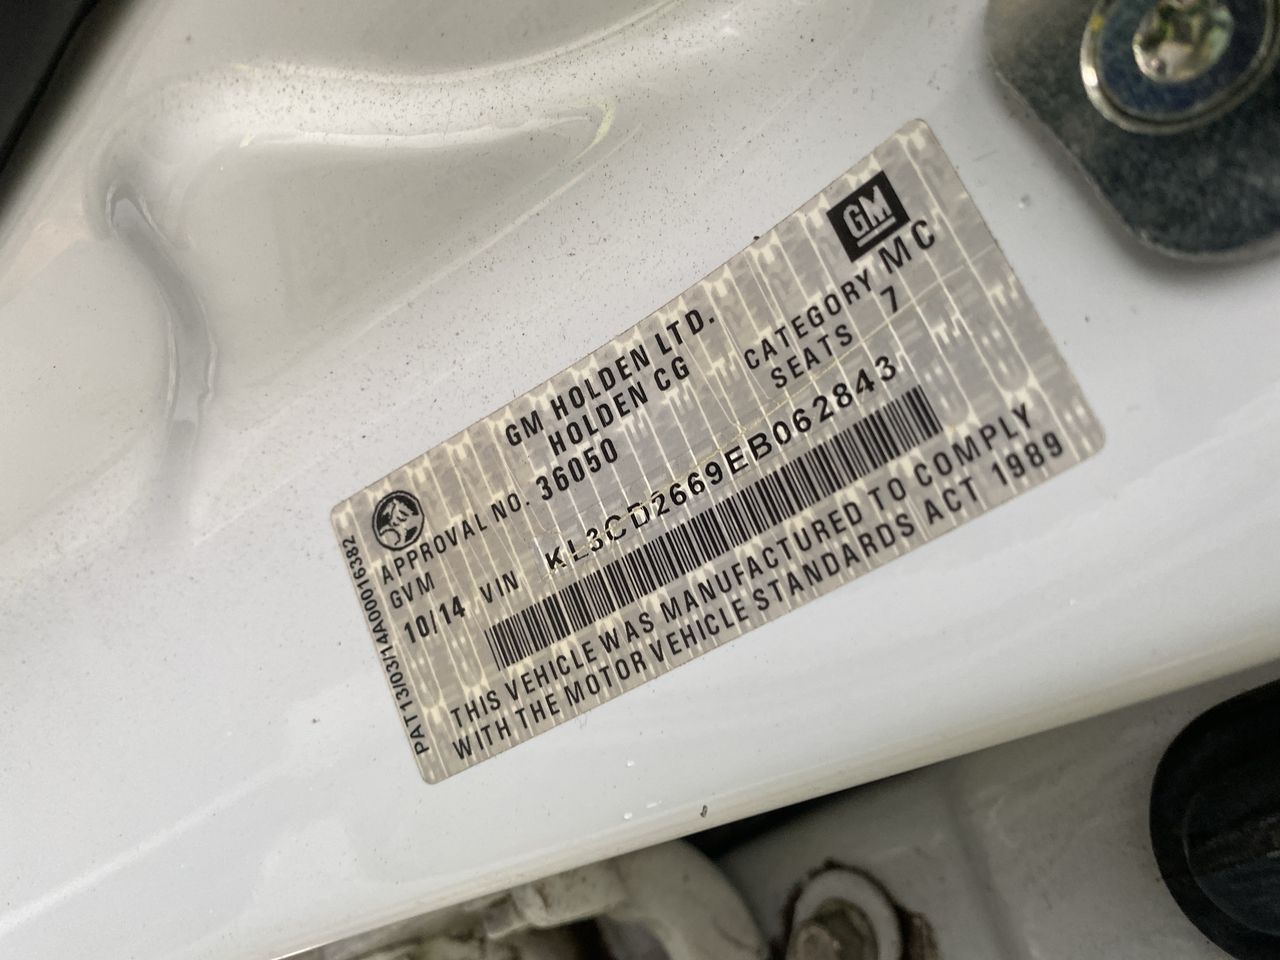 GM
GM HOLDEN LTD.
HOLDEN CG
CATEGORY MC
APPROVAL NO. 36050
SEATS 7
GVM
10/14 VIN KL3CD2669EB062843
THIS VEHICLE WAS MANUFACTURED TO COMPLY
WITH THE MOTOR VEHICLE STANDARDS ACT 1989
PAT13/03/14A00016382